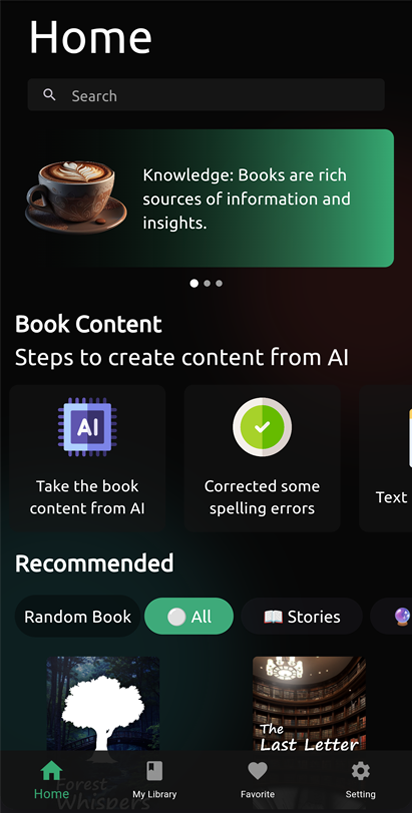 Home
Search
Knowledge: Books are rich
sources of information and
insights.
Book Content
Steps to create content from AI
AI
Take the book
content from AI
Corrected some
spelling errors
Text
Recommended
Random Book
All
Stories
The
Last Letter
Forest
Whispers
Home
My Library
Favorite
Setting